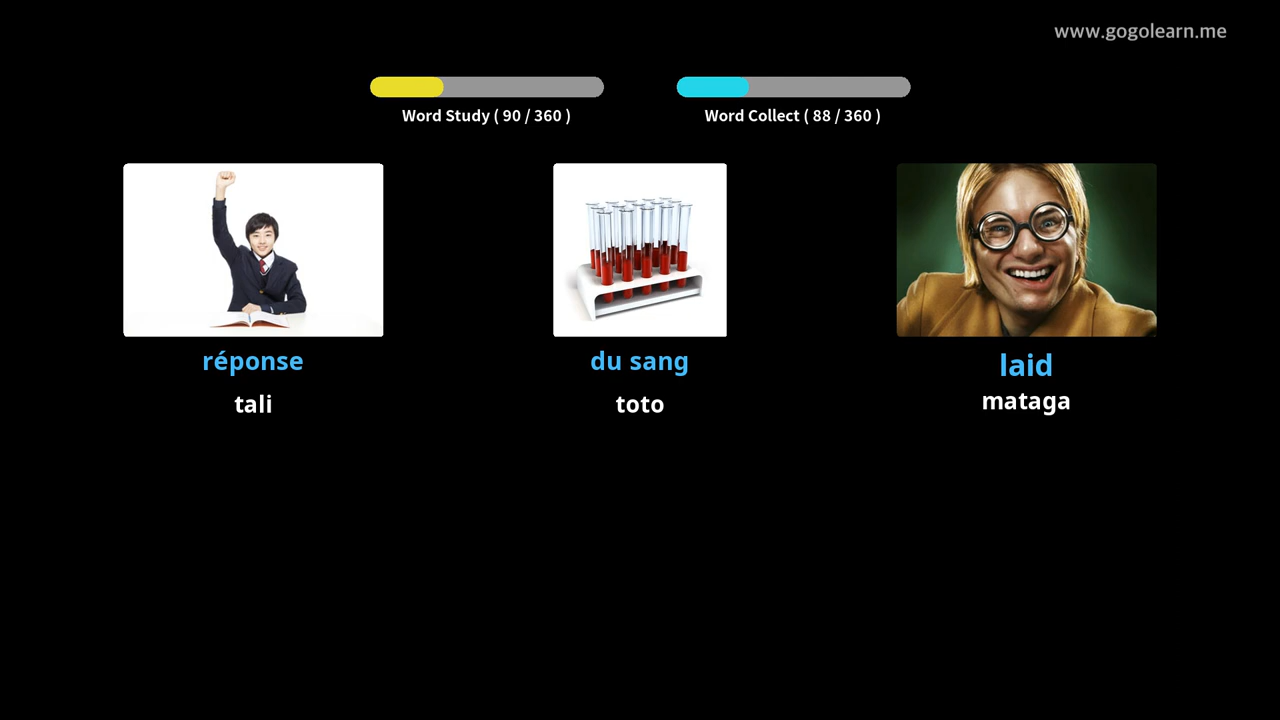 www.gogolearn.me
Word Study ( 90 / 360 )
Word Collect ( 88 / 360 )
réponse
tali
du sang
toto
laid
mataga